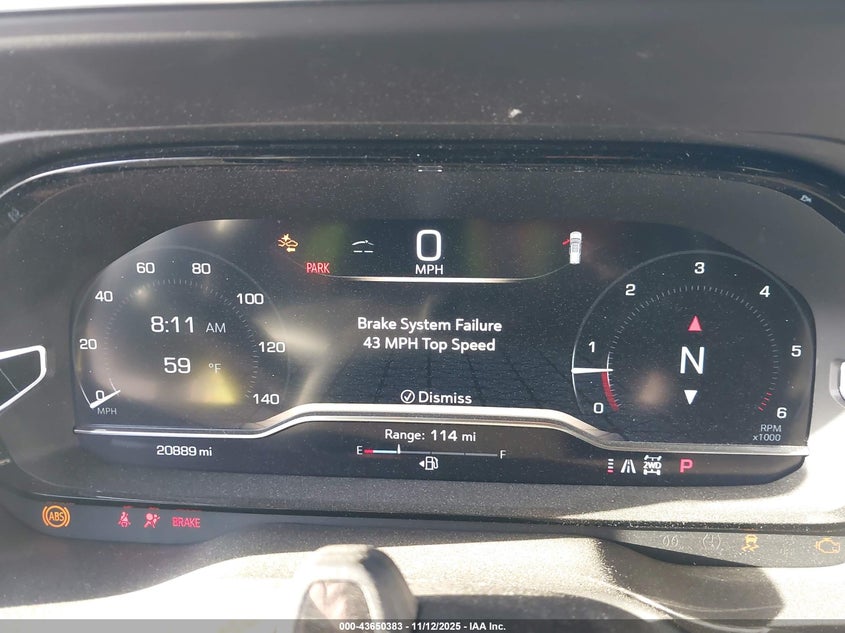 0
MPH
PARK
60 80
40 100
8:11 AM
20 120
59 °F
0 140
MPH
Brake System Failure
43 MPH Top Speed
Dismiss
3
2 4
1 N 5
0 6
RPM
x1000
Range: 114 mi
E F
20889 mi
2WD P
ABS BRAKE
000-43650383 - 11/12/2025 - IAA Inc.